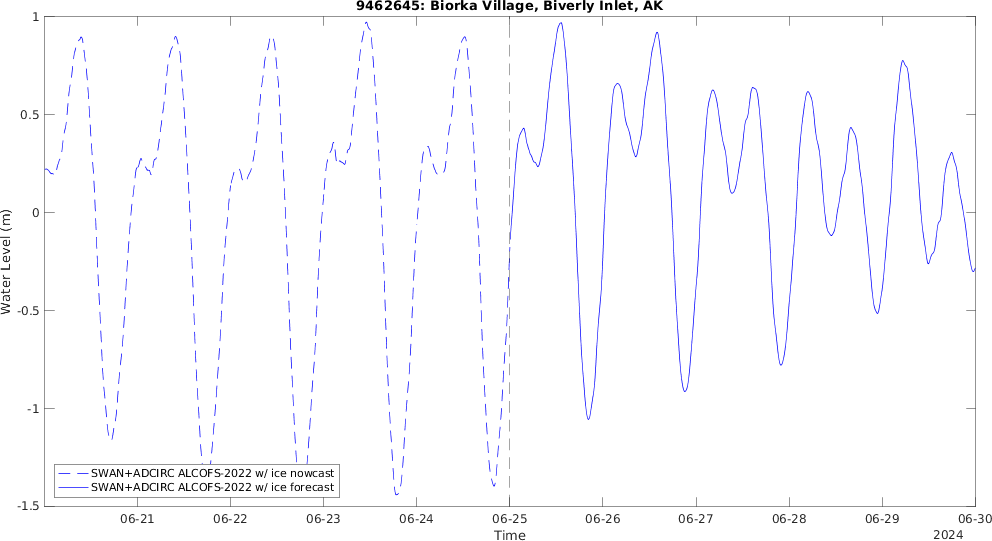 9462645: Biorka Village, Biverly Inlet, AK
Water Level (m)
1
0.5
0
-0.5
-1
-1.5
SWAN+ADCIRC ALCOFS-2022 w/ ice nowcast
SWAN+ADCIRC ALCOFS-2022 w/ ice forecast
06-21 06-22 06-23 06-24 06-25 06-26 06-27 06-28 06-29 06-30
Time
2024